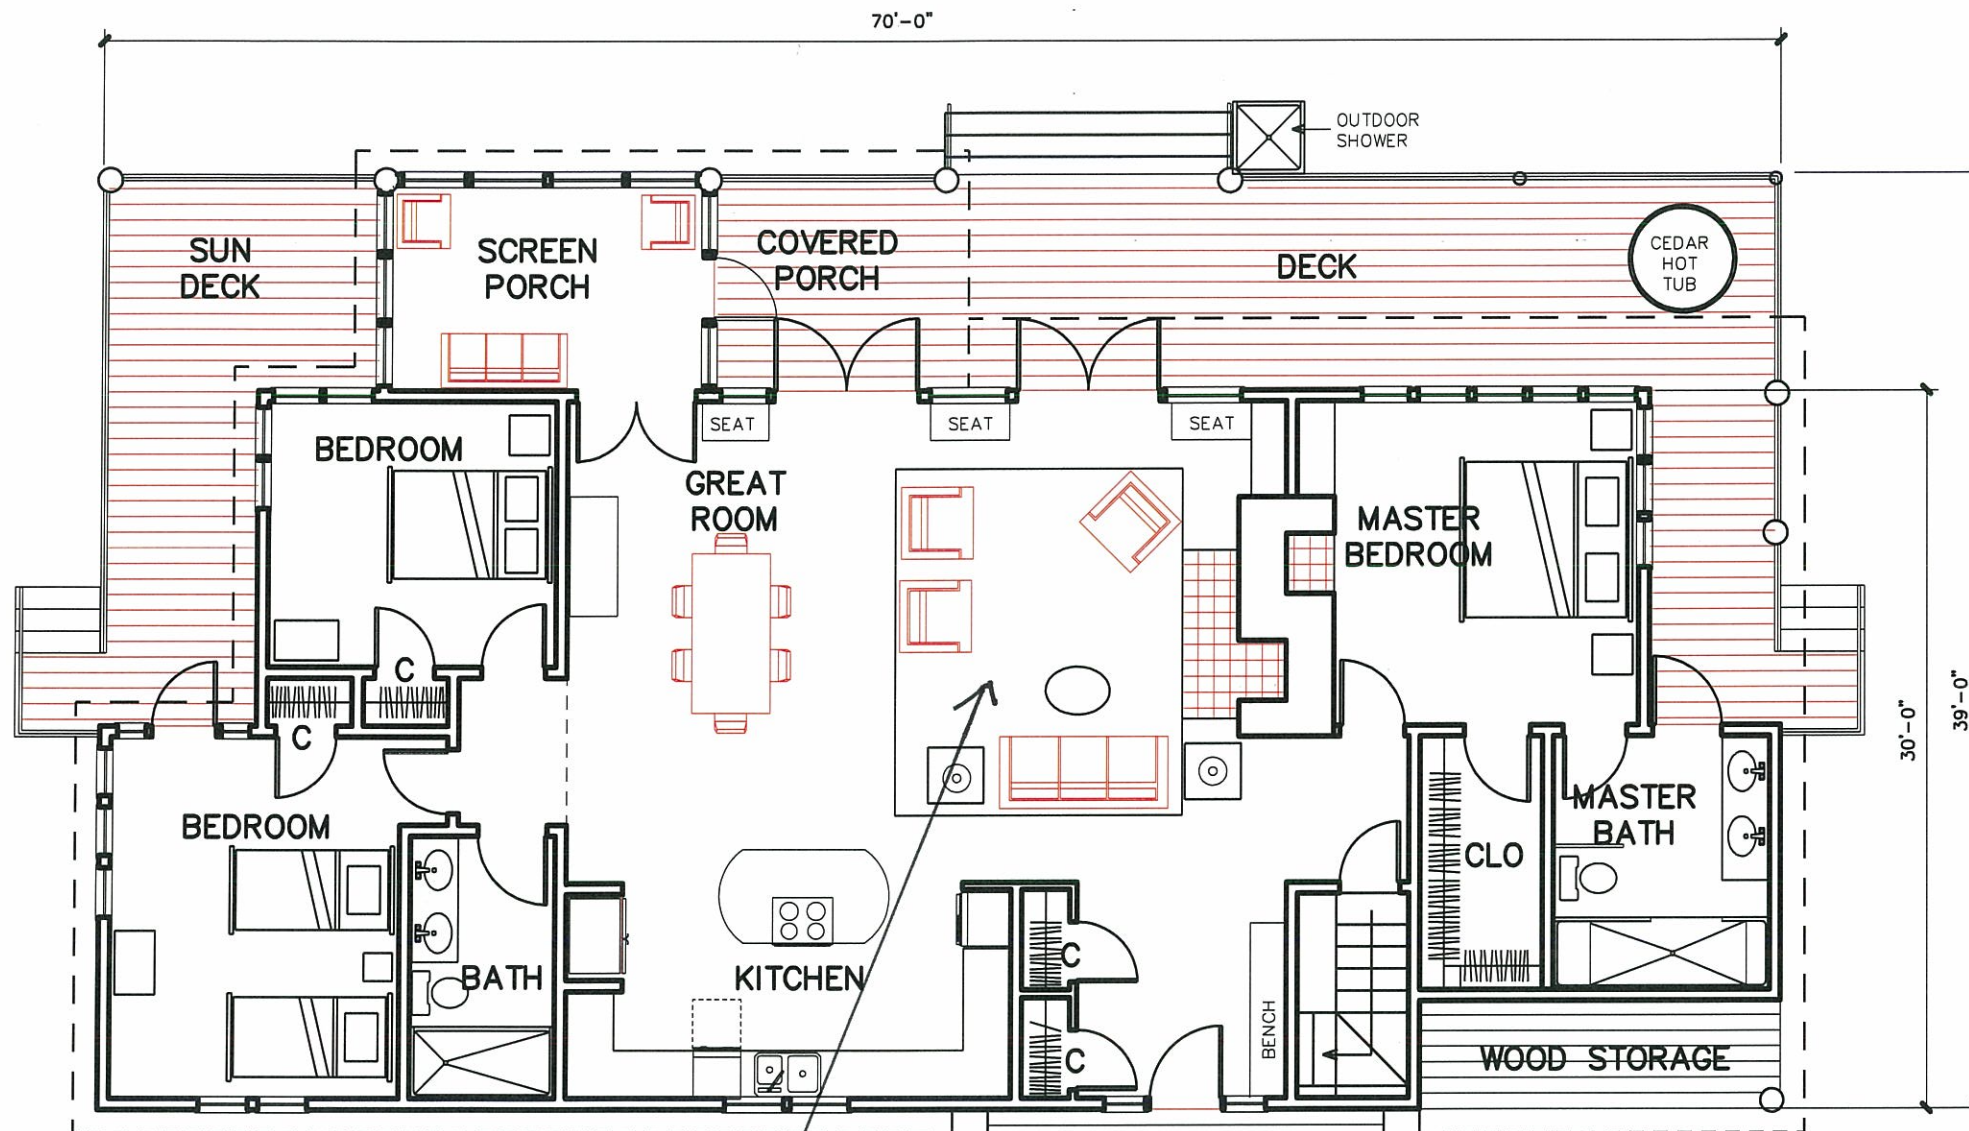 70'-0"
OUTDOOR
SHOWER
SUN
DECK
SCREEN
PORCH
COVERED
PORCH
DECK
CEDAR
HOT
TUB
SEAT
SEAT
SEAT
BEDROOM
GREAT
ROOM
MASTER
BEDROOM
C
C
BEDROOM
MASTER
BATH
CLO
BATH
KITCHEN
C
C
BENCH
WOOD STORAGE
30'-0"
39'-0"